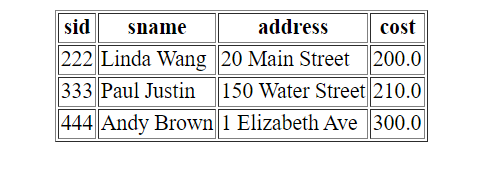 sid sname address cost
222 Linda Wang 20 Main Street 200.0
333 Paul Justin 150 Water Street 210.0
444 Andy Brown 1 Elizabeth Ave 300.0